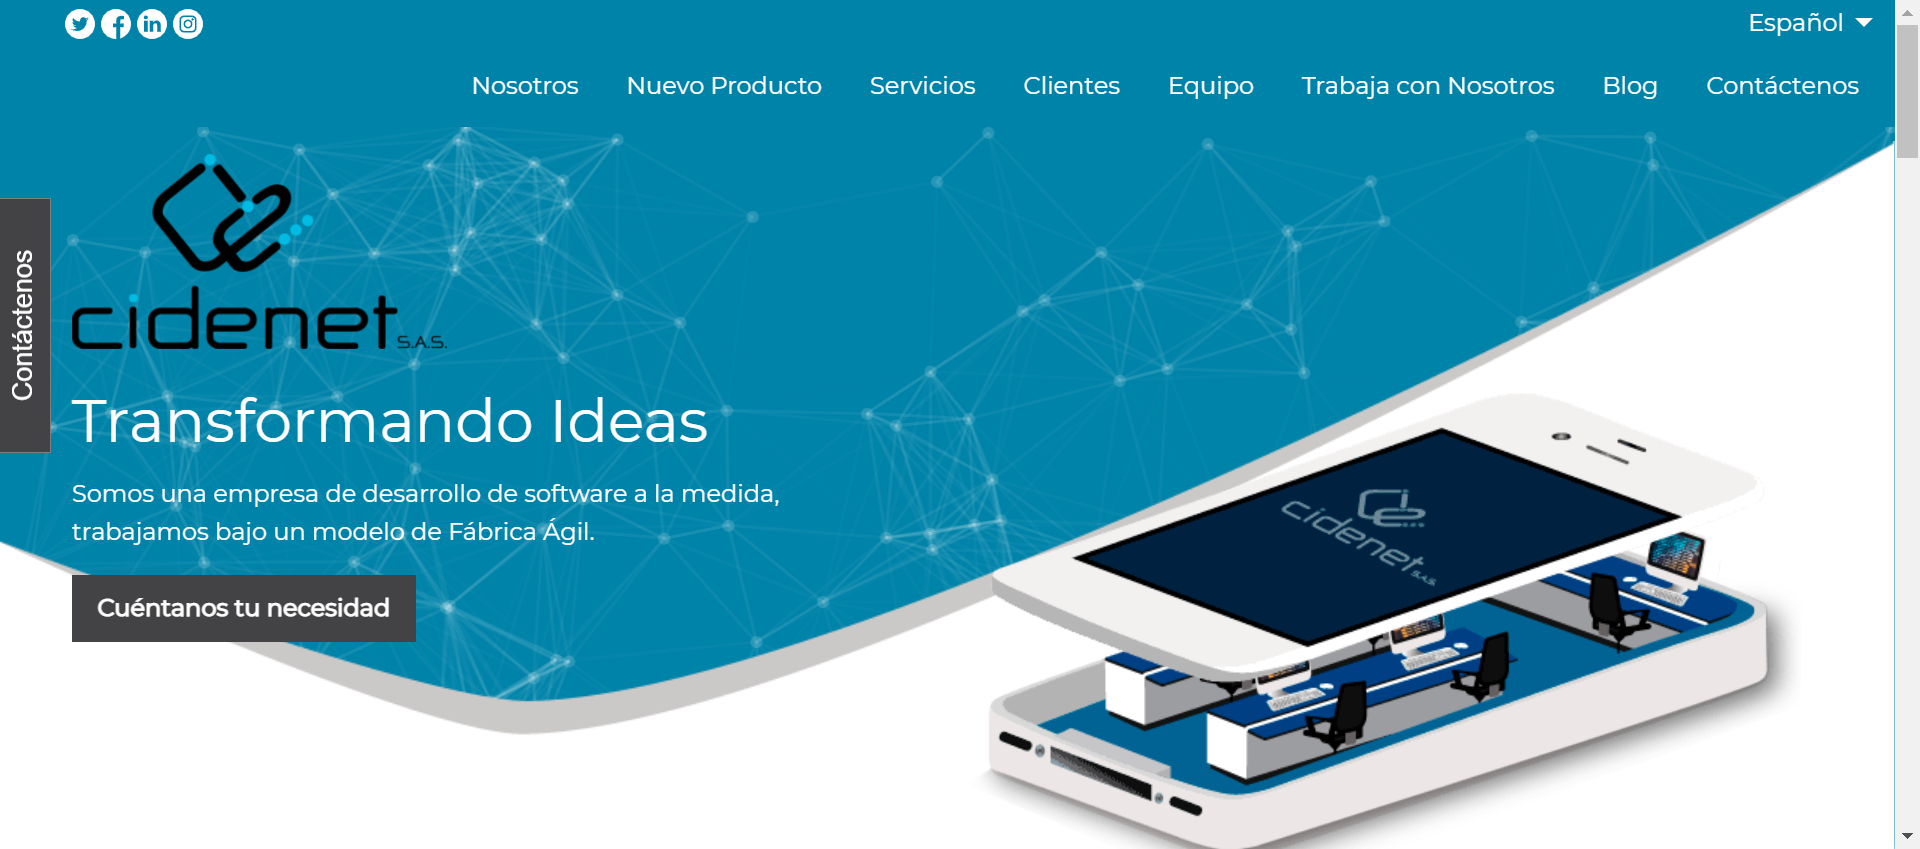 Español
Nosotros Nuevo Producto Servicios Clientes Equipo Trabaja con Nosotros Blog Contáctenos
Contáctenos
cidenet S.A.S.
Transformando Ideas
Somos una empresa de desarrollo de software a la medida,
trabajamos bajo un modelo de Fábrica Ágil.
Cuéntanos tu necesidad
cidenet S.A.S.